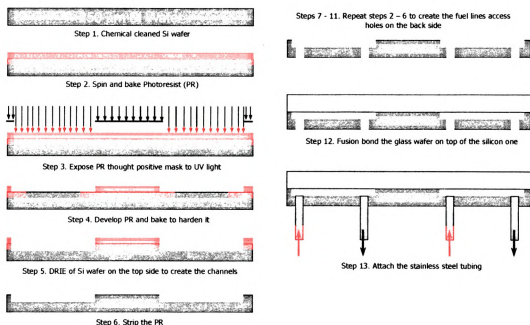 Step 1. Chemical cleaned Si wafer
Step 2. Spin and bake Photoresist (PR)
Step 3. Expose PR thought positive mask to UV light
Step 4. Develop PR and bake to harden it
Step 5. DRIE of Si wafer on the top side to create the channels
Step 6. Strip the PR
Steps 7 - 11. Repeat steps 2 – 6 to create the fuel lines access
holes on the back side
Step 12. Fusion bond the glass wafer on top of the silicon one
Step 13. Attach the stainless steel tubing